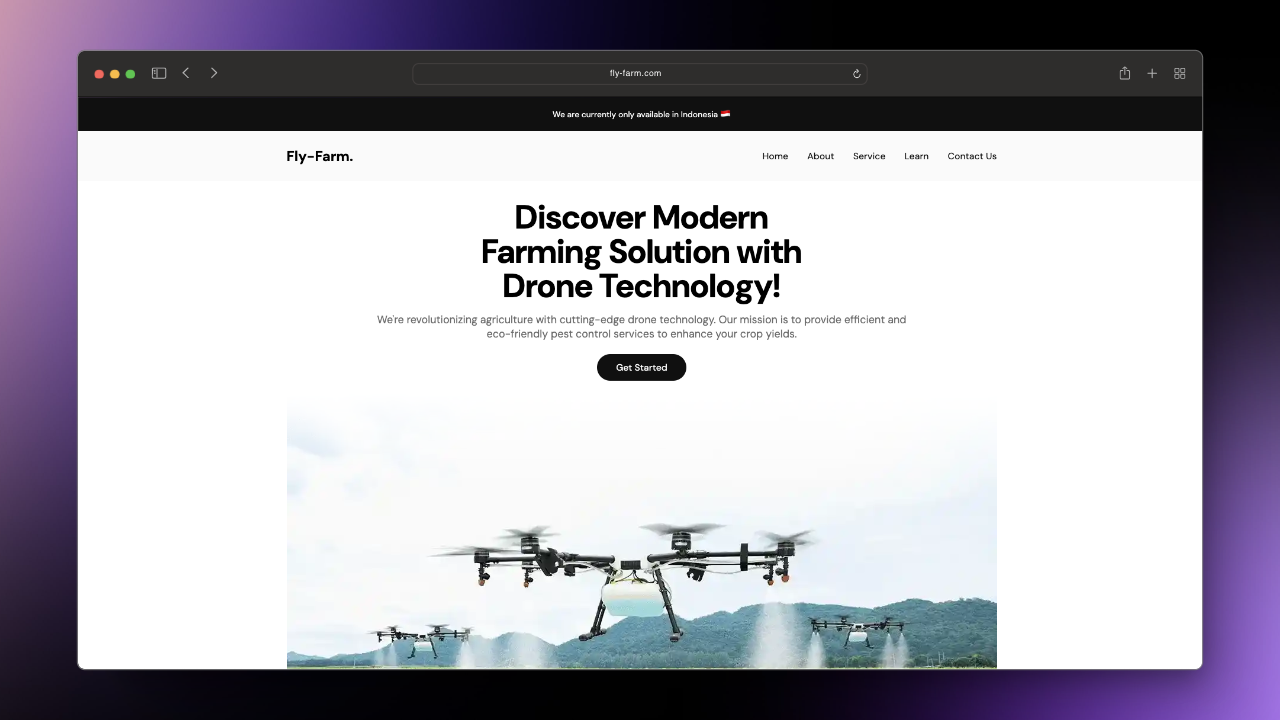 fly-farm.com
We are currently only available in Indonesia 🇮🇩
Fly-Farm.
Home About Service Learn Contact Us
Discover Modern
Farming Solution with
Drone Technology!
We're revolutionizing agriculture with cutting-edge drone technology. Our mission is to provide efficient and
eco-friendly pest control services to enhance your crop yields.
Get Started